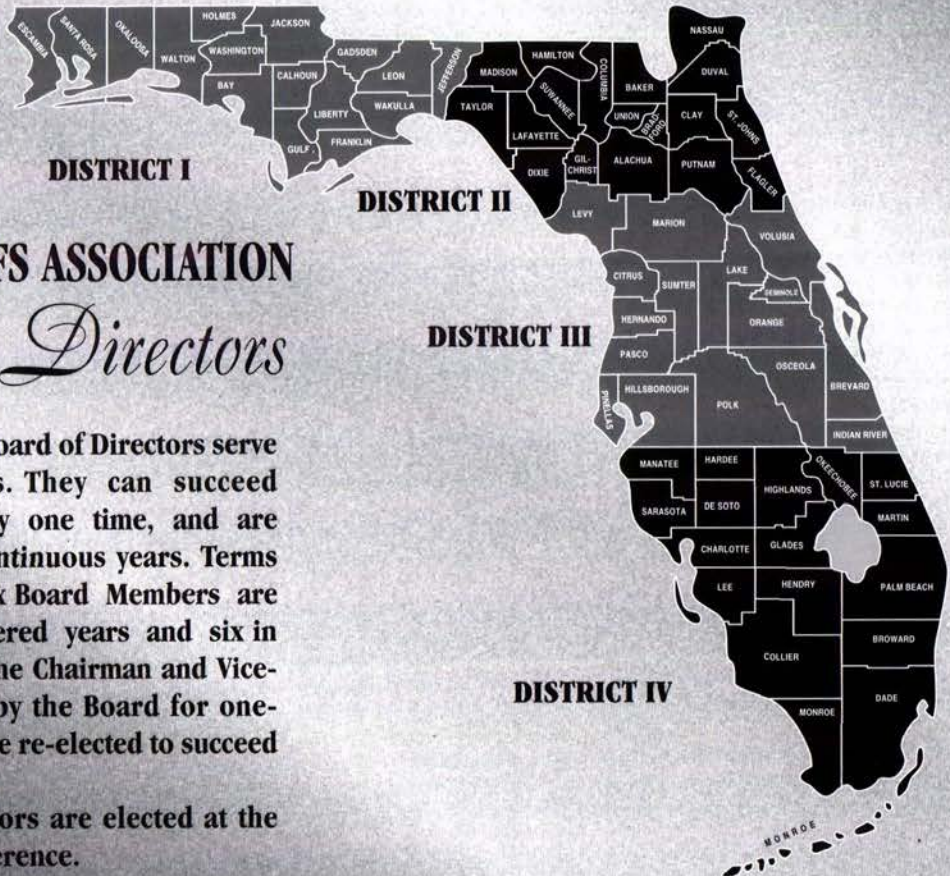 HOLMES
JACKSON
ESCAMBIA
SANTA ROSA
OKALOOSA
WALTON
WASHINGTON
BAY
CALHOUN
GADSDEN
LEON
JEFFERSON
LIBERTY
WAKULLA
GULF
FRANKLIN
MADISON
HAMILTON
COLUMBIA
BAKER
NASSAU
DUVAL
TAYLOR
SUWANNEE
UNION
BRAD
FORD
CLAY
ST. JOHNS
LAFAYETTE
DIXIE
GIL-
CHRIST
ALACHUA
PUTNAM
FLAGLER
DISTRICT I
DISTRICT II
LEVY
MARION
VOLUSIA
FS ASSOCIATION
Directors
CITRUS
SUMTER
LAKE
SEMINOLE
HERNANDO
ORANGE
DISTRICT III
PASCO
OSCEOLA
PINELLAS
HILLSBOROUGH
POLK
BREVARD
INDIAN RIVER
oard of Directors serve
s. They can succeed
y one time, and are
ntinuous years. Terms
x Board Members are
ered years and six in
he Chairman and Vice-
by the Board for one-
e re-elected to succeed
ors are elected at the
erence.
MANATEE
HARDEE
HIGHLANDS
OKEECHOBEE
ST. LUCIE
SARASOTA
DE SOTO
MARTIN
CHARLOTTE
GLADES
LEE
HENDRY
PALM BEACH
COLLIER
BROWARD
DISTRICT IV
MONROE
DADE
MONROE